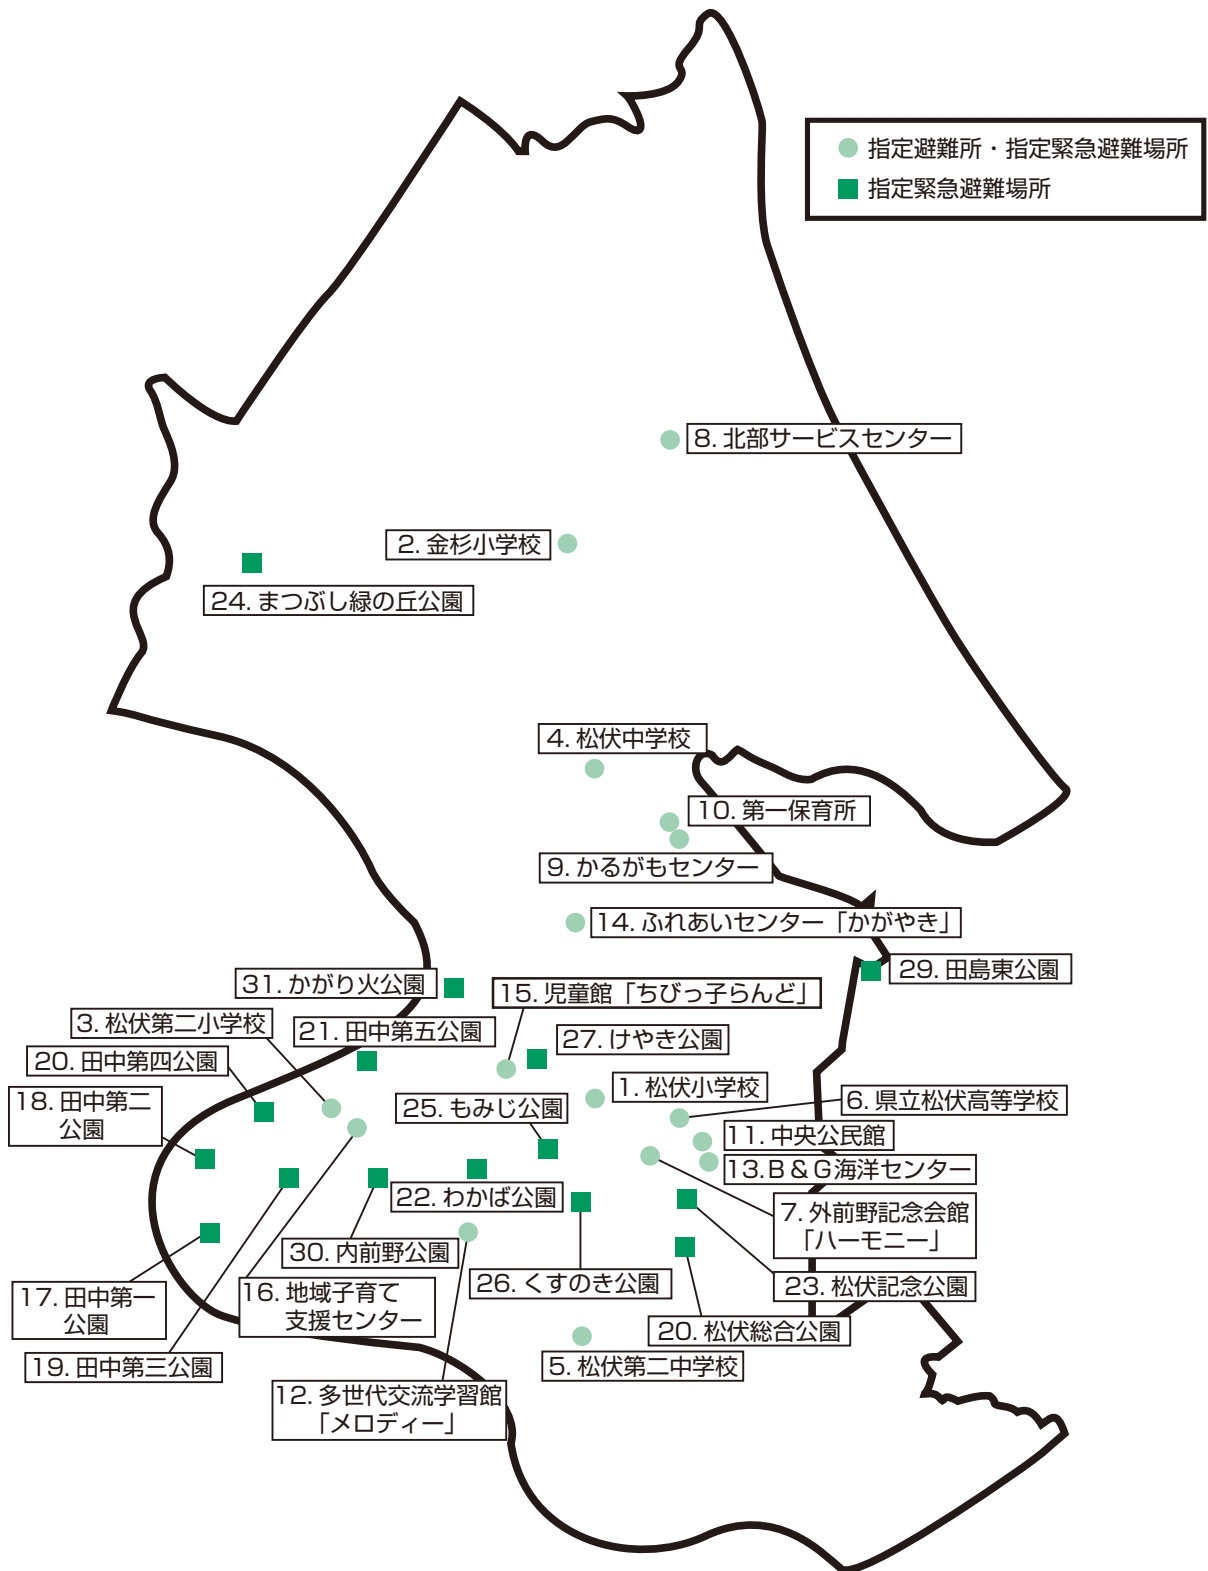 指定避難所・指定緊急避難場所
指定緊急避難場所
8. 北部サービスセンター
2. 金杉小学校
24. まつぶし緑の丘公園
4. 松伏中学校
10. 第一保育所
9. かるがもセンター
14. ふれあいセンター「かがやき」
29. 田島東公園
31. かがり火公園
15. 児童館「ちびっ子らんど」
3. 松伏第二小学校
21. 田中第五公園
27. けやき公園
20. 田中第四公園
1. 松伏小学校
18. 田中第二
公園
25. もみじ公園
6. 県立松伏高等学校
11. 中央公民館
13. B＆G海洋センター
22. わかば公園
7. 外前野記念会館
「ハーモニー」
30. 内前野公園
26. くすのき公園
23. 松伏記念公園
17. 田中第一
公園
16. 地域子育て
支援センター
20. 松伏総合公園
19. 田中第三公園
5. 松伏第二中学校
12. 多世代交流学習館
「メロディー」